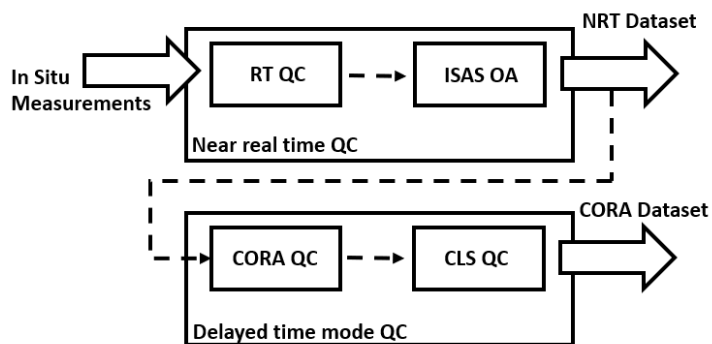 NRT Dataset
In Situ
Measurements
RT QC
ISAS OA
Near real time QC
CORA Dataset
CORA QC
CLS QC
Delayed time mode QC